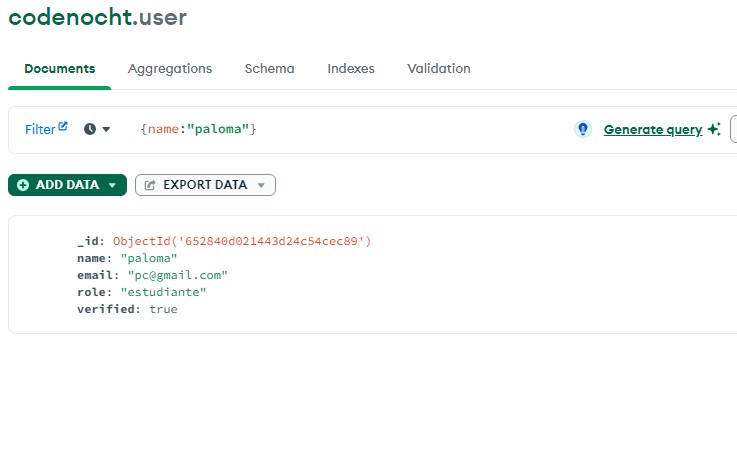 codenocht.user
Documents Aggregations Schema Indexes Validation
Filter {name:"paloma"} Generate query
ADD DATA EXPORT DATA
_id: ObjectId('652840d021443d24c54cec89')
name: "paloma"
email: "pc@gmail.com"
role: "estudiante"
verified: true